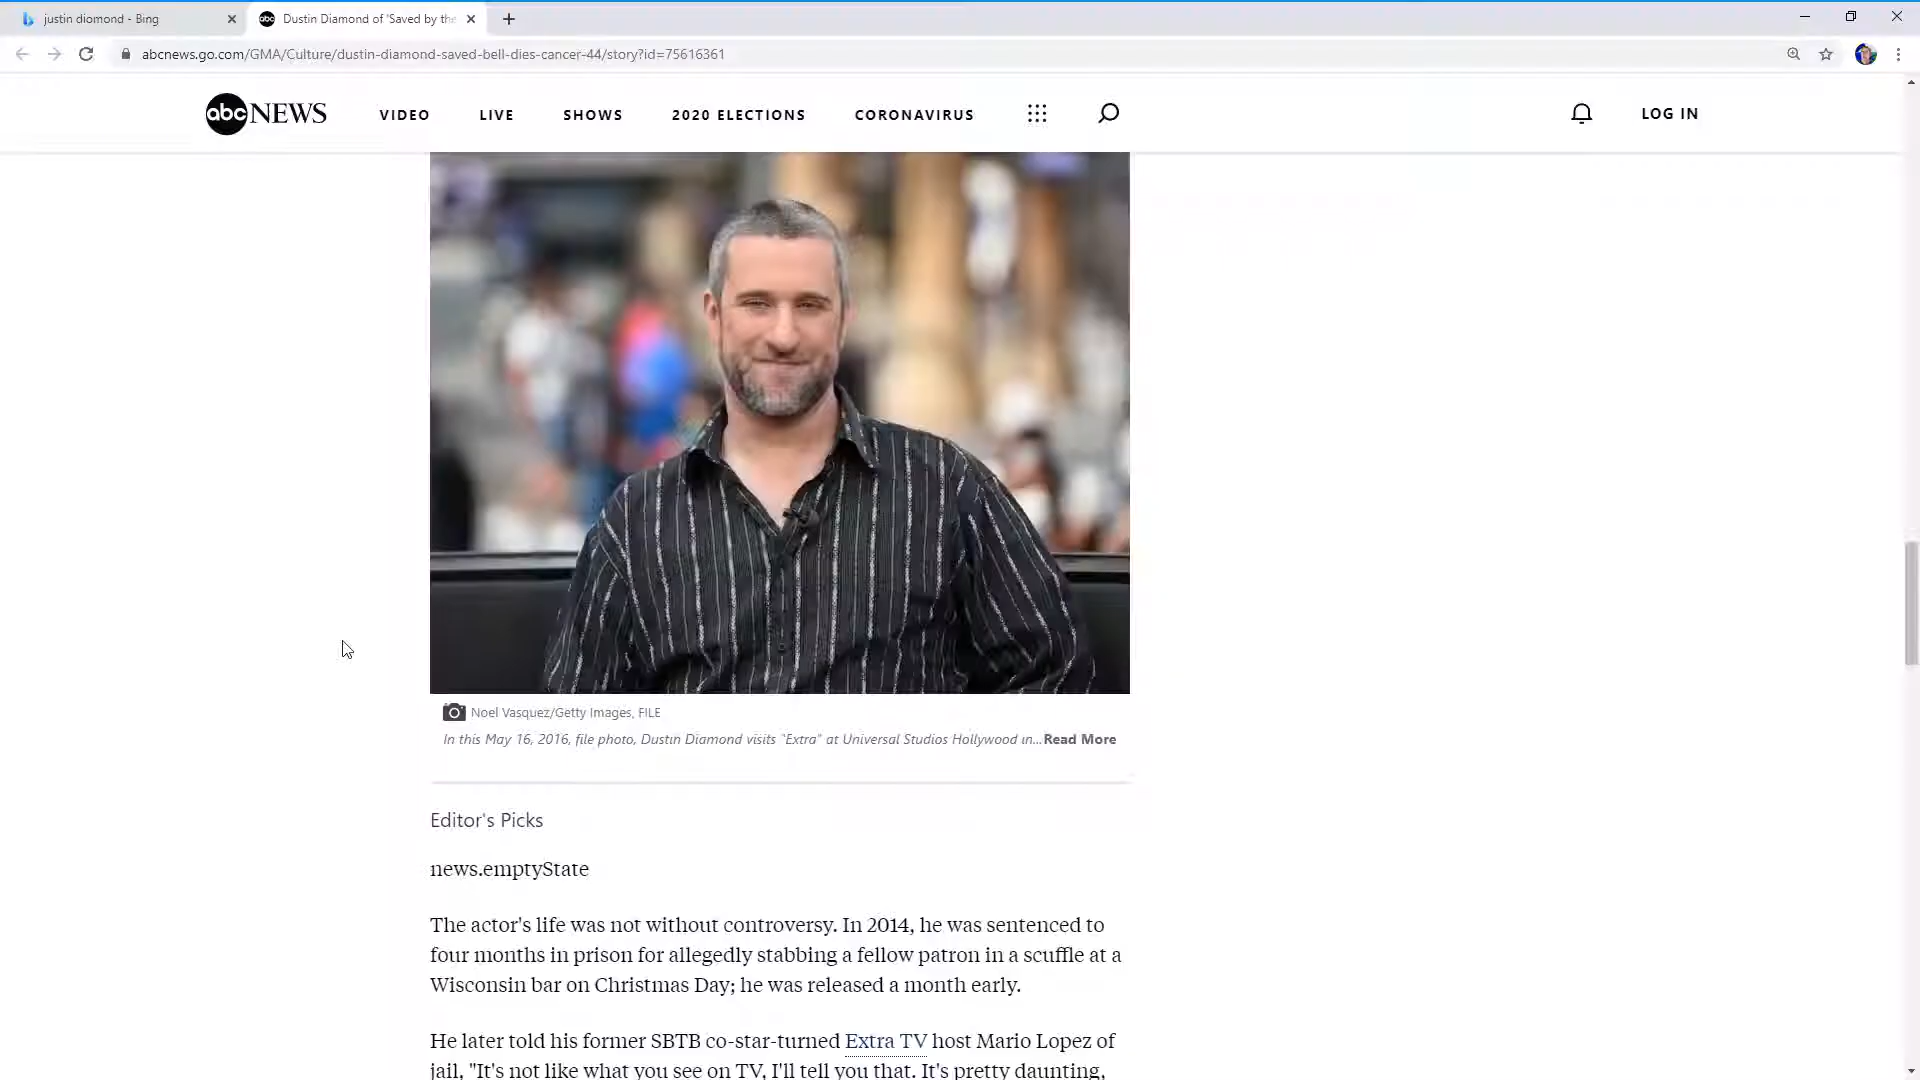 justin diomond - Bing
Dustin Diamond of 'Saved by the
abcnews.go.com/GMA/Culture/dustin-diamond-saved-bell-dies-cancer-44/story?id=75616361
abc NEWS VIDEO LIVE SHOWS 2020 ELECTIONS CORONAVIRUS LOG IN
Noel Vasquez/Getty Images, FILE
In this May 16, 2016, file photo, Dustin Diamond visits "Extra" at Universal Studios Hollywood in...Read More
Editor's Picks
news.emptyState
The actor's life was not without controversy. In 2014, he was sentenced to
four months in prison for allegedly stabbing a fellow patron in a scuffle at a
Wisconsin bar on Christmas Day; he was released a month early.
He later told his former SBTB co-star-turned Extra TV host Mario Lopez of
jail, "It's not like what you see on TV, I'll tell you that. It's pretty daunting,